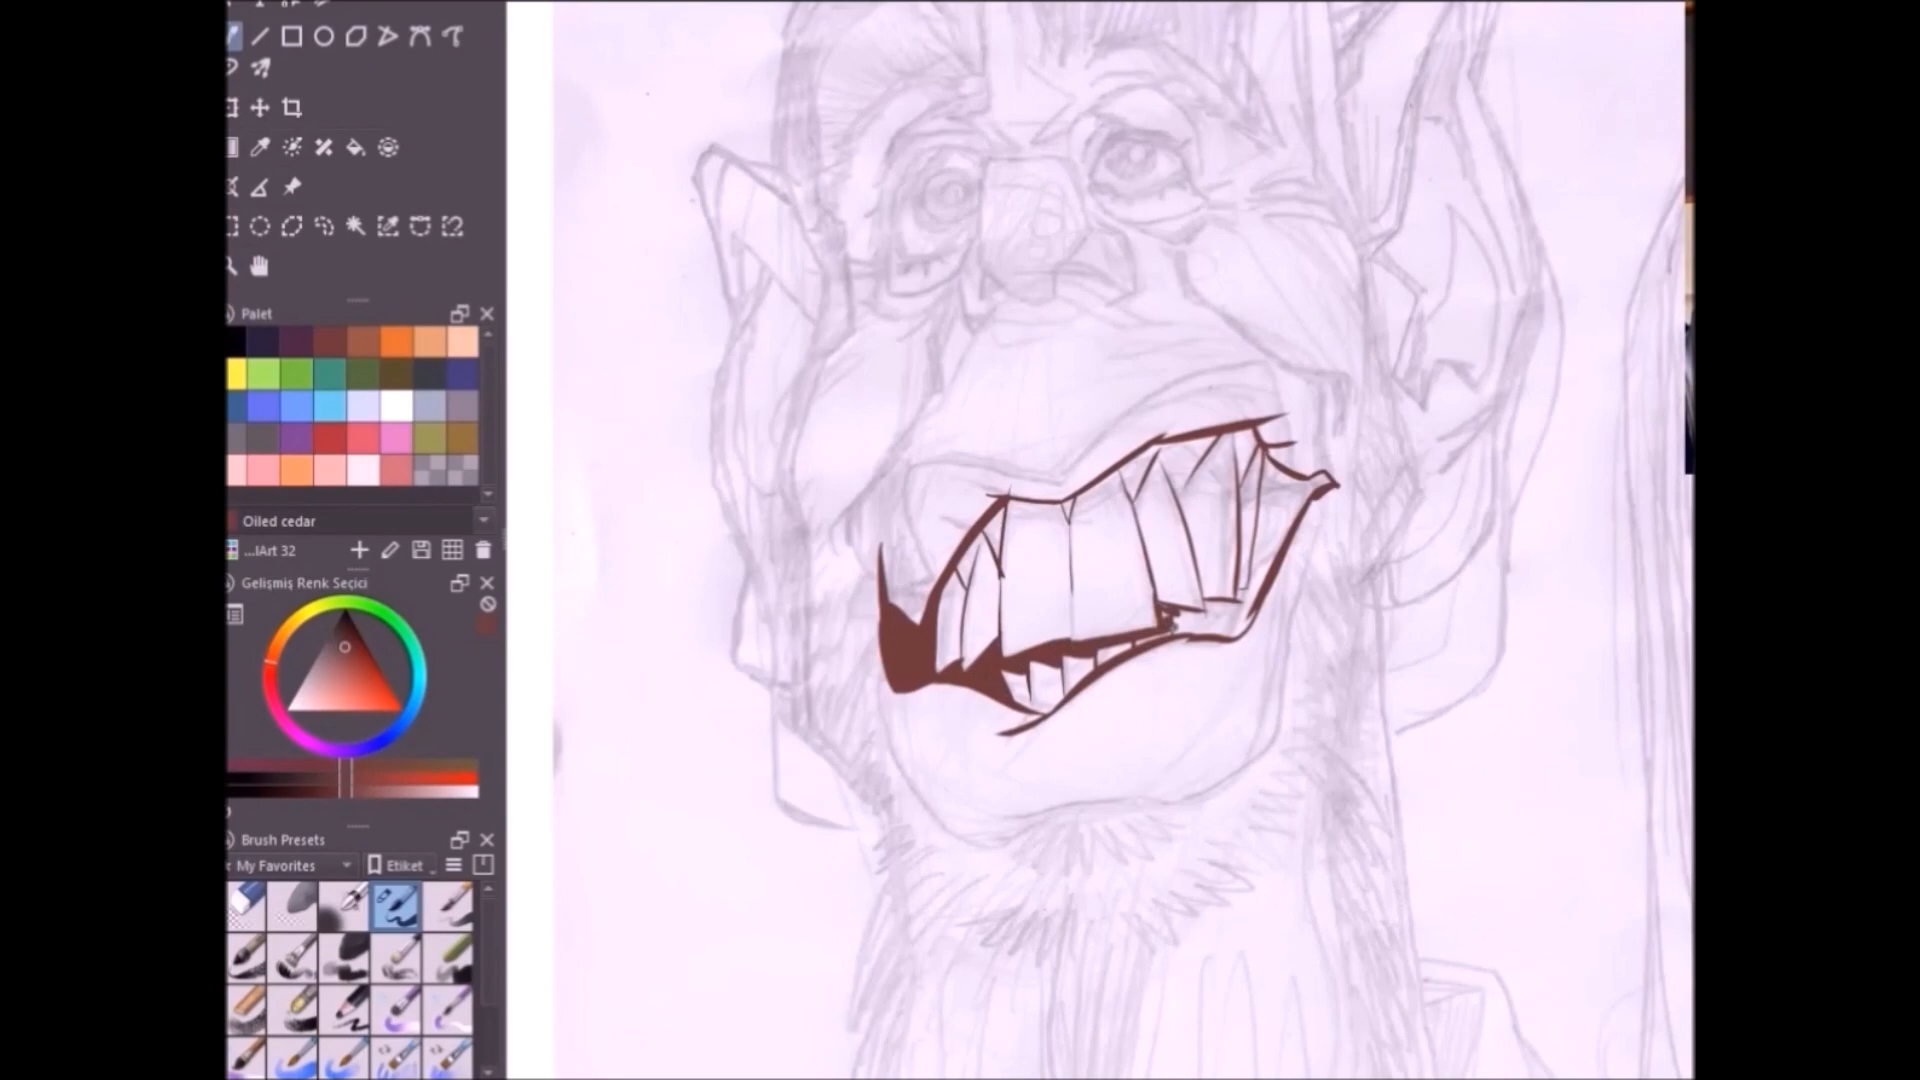 Palet
Oiled cedar
...lArt 32
Gelişmiş Renk Seçici
Brush Presets
My Favorites
Etiket